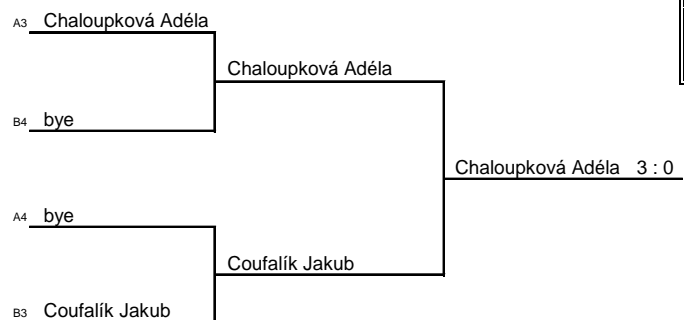 A3 Chaloupková Adéla
Chaloupková Adéla
B4 bye
Chaloupková Adéla 3 : 0
A4 bye
Coufalík Jakub
B3 Coufalík Jakub